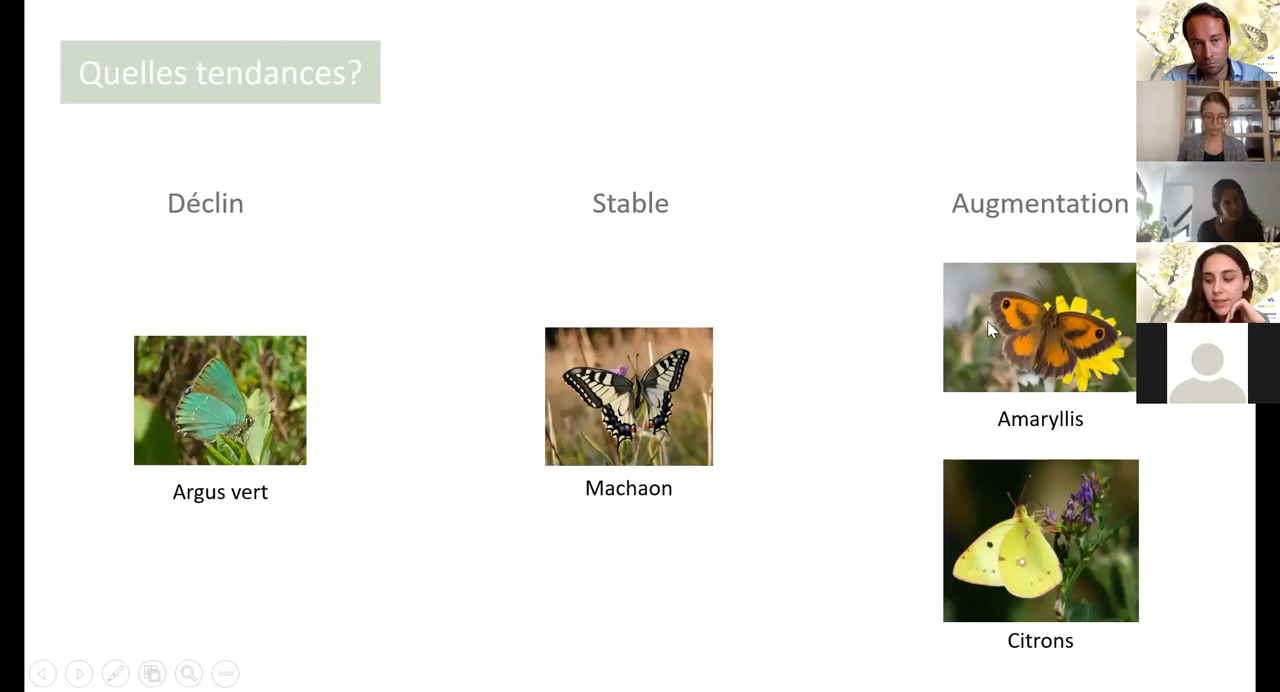 Quelles tendances?
Déclin
Stable
Augmentation
Argus vert
Machaon
Amaryllis
Citrons